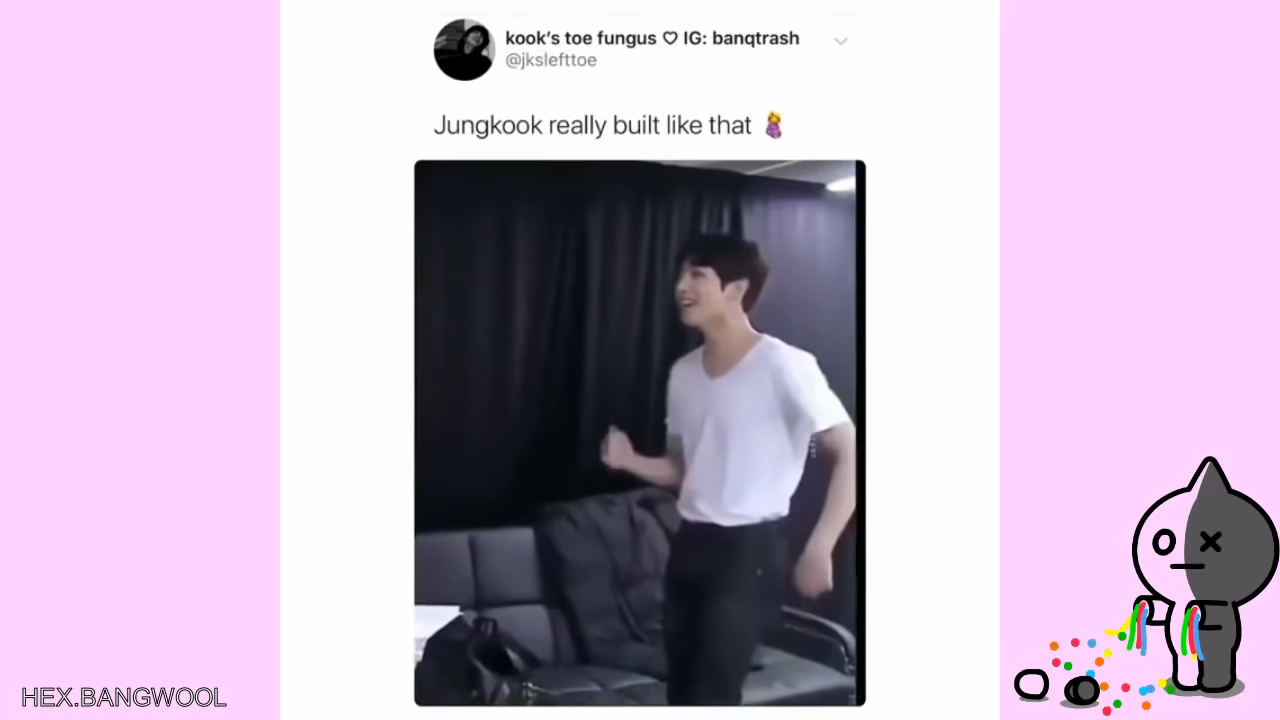 kook's toe fungus ♡ IG: banqtrash
@jkslefttoe
Jungkook really built like that 🤰
HEX.BANGWOOL